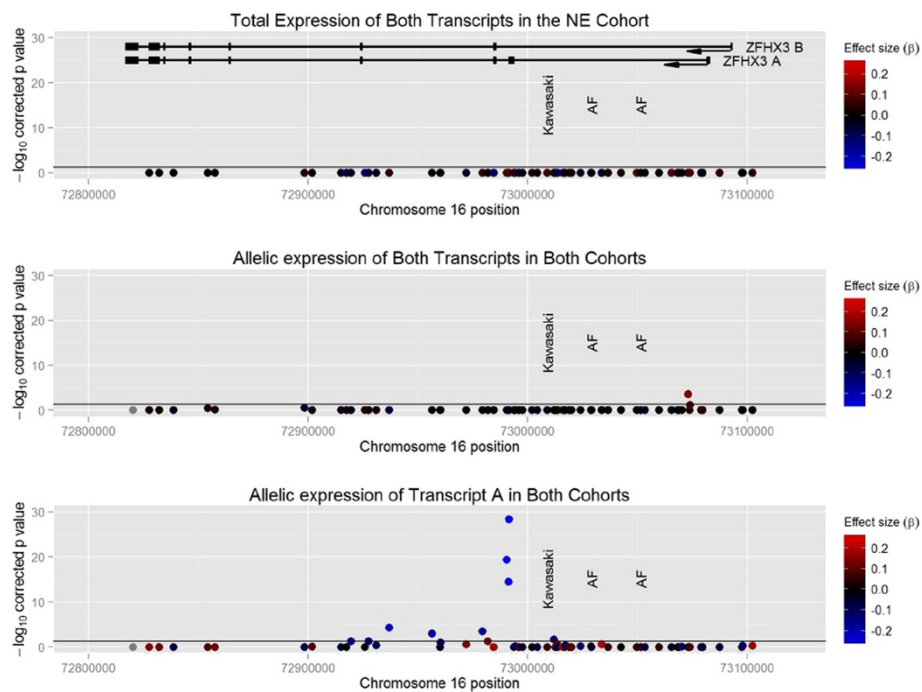 Total Expression of Both Transcripts in the NE Cohort
30
20
10
0
−log10 corrected p value
ZFHX3 B
ZFHX3 A
Kawasaki
AF
AF
72800000
72900000
73000000
73100000
Chromosome 16 position
Effect size (β)
0.2
0.1
0.0
-0.1
-0.2
Allelic expression of Both Transcripts in Both Cohorts
30
20
10
0
−log10 corrected p value
Kawasaki
AF
AF
72800000
72900000
73000000
73100000
Chromosome 16 position
Effect size (β)
0.2
0.1
0.0
-0.1
-0.2
Allelic expression of Transcript A in Both Cohorts
30
20
10
0
−log10 corrected p value
Kawasaki
AF
AF
72800000
72900000
73000000
73100000
Chromosome 16 position
Effect size (β)
0.2
0.1
0.0
-0.1
-0.2